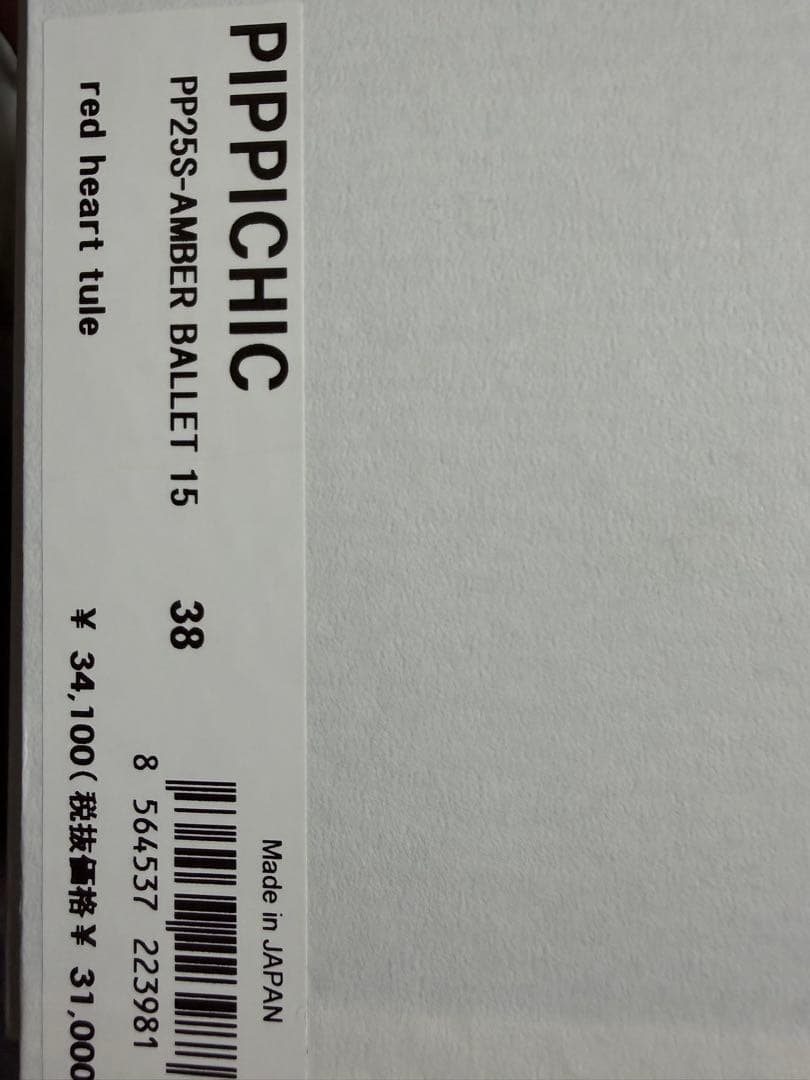 PIPPICHIC
PP25S-AMBER BALLET 15 38
red heart tule
¥ 34,100(税抜価格¥ 31,000
Made in JAPAN
8 564537 223981